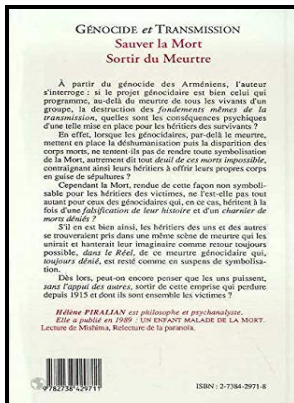 GÉNOCIDE et TRANSMISSION
Sauver la Mort
Sortir du Meurtre
À partir du génocide des Arméniens, l'auteur
s'interroge : si le projet génocidaire est bien celui qui
programme, au-delà du meurtre de tous les vivants d'un
groupe, la destruction des fondements mêmes de la
transmission, quelles sont les conséquences psychiques
d'une telle mise en place pour les héritiers des survivants ?
En effet, lorsque les génocidaires, par-delà le meurtre,
mettent en place la déshumanisation puis la disparition des
corps morts, ne tentent-ils pas de rendre toute symbolisation
de la Mort, autrement dit tout deuil de ces morts impossible,
contraignant ainsi leurs héritiers à offrir leurs propres corps
en guise de sépultures ?
Cependant la Mort, rendue de cette façon non symboli-
sable pour les héritiers des victimes, ne l'est-elle pas tout
autant pour ceux des génocidaires qui, en ce cas, héritent à la
fois d'une falsification de leur histoire et d'un charnier de
morts déniés ?
S'il en est bien ainsi, les héritiers des uns et des autres
se trouveraient pris dans une même scène de meurtre qui les
unirait et hanterait leur imaginaire comme retour toujours
possible, dans le Réel, de ce meurtre génocidaire qui,
toujours dénié, est resté comme en suspens de symbolisa-
tion.
Dès lors, peut-on encore penser que les uns puissent,
sans l'appui des autres, sortir de cette emprise qui perdure
depuis 1915 et dont ils sont ensemble les victimes ?
Hélène PIRALIAN est philosophe et psychanalyste.
Elle a publié en 1989 : UN ENFANT MALADE DE LA MORT.
Lecture de Mishima, Relecture de la paranoïa.
9782738429711
ISBN : 2-7384-2971-8